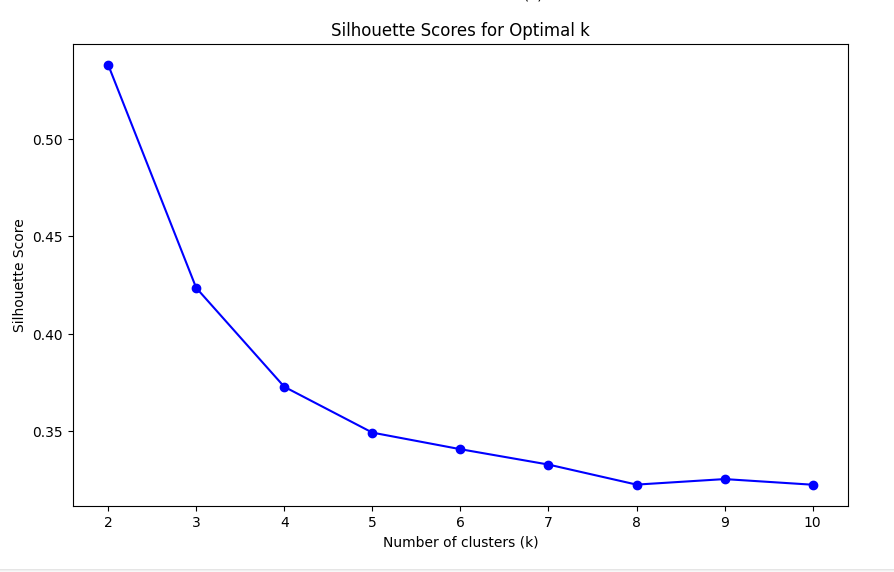 Silhouette Scores for Optimal k
0.50
0.45
0.40
0.35
Silhouette Score
2 3 4 5 6 7 8 9 10
Number of clusters (k)